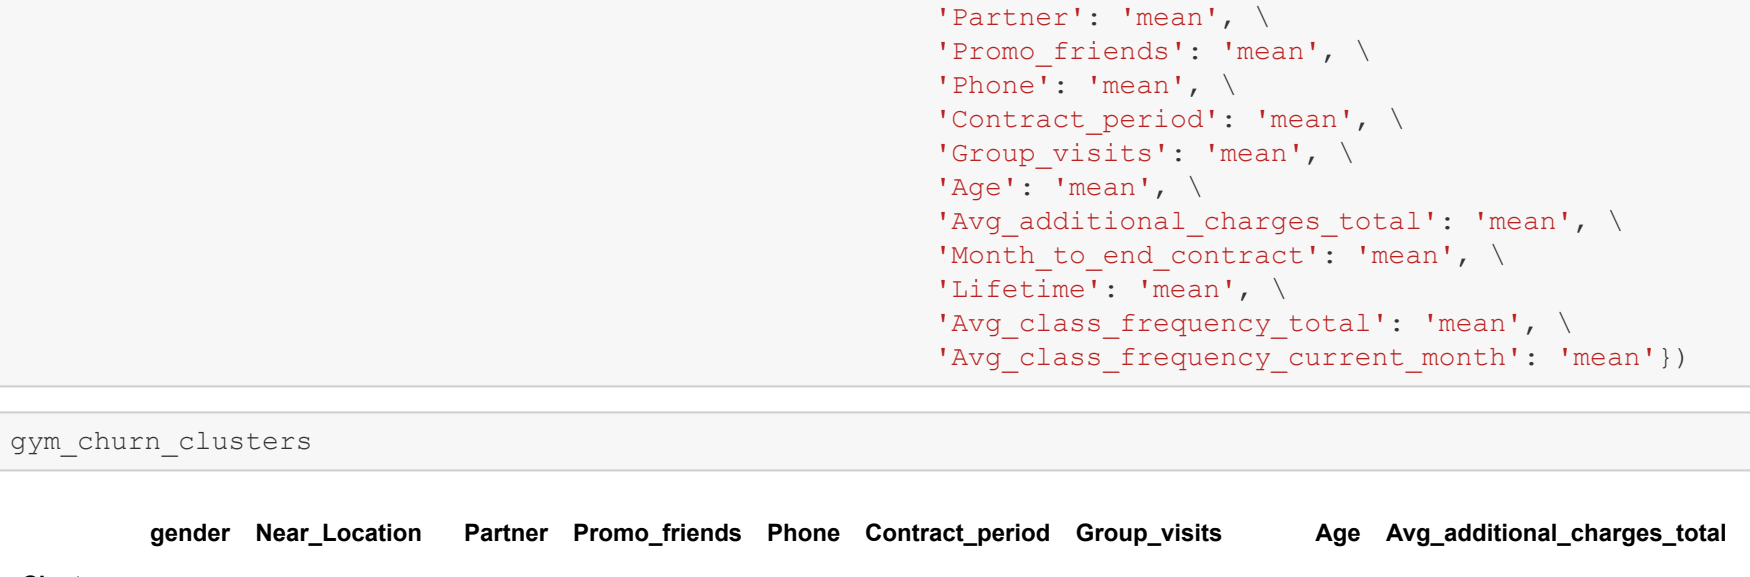 'Partner': 'mean', \
'Promo_friends': 'mean', \
'Phone': 'mean', \
'Contract_period': 'mean', \
'Group_visits': 'mean', \
'Age': 'mean', \
'Avg_additional_charges_total': 'mean', \
'Month_to_end_contract': 'mean', \
'Lifetime': 'mean', \
'Avg_class_frequency_total': 'mean', \
'Avg_class_frequency_current_month': 'mean'})
gym_churn_clusters
gender Near_Location Partner Promo_friends Phone Contract_period Group_visits Age Avg_additional_charges_total